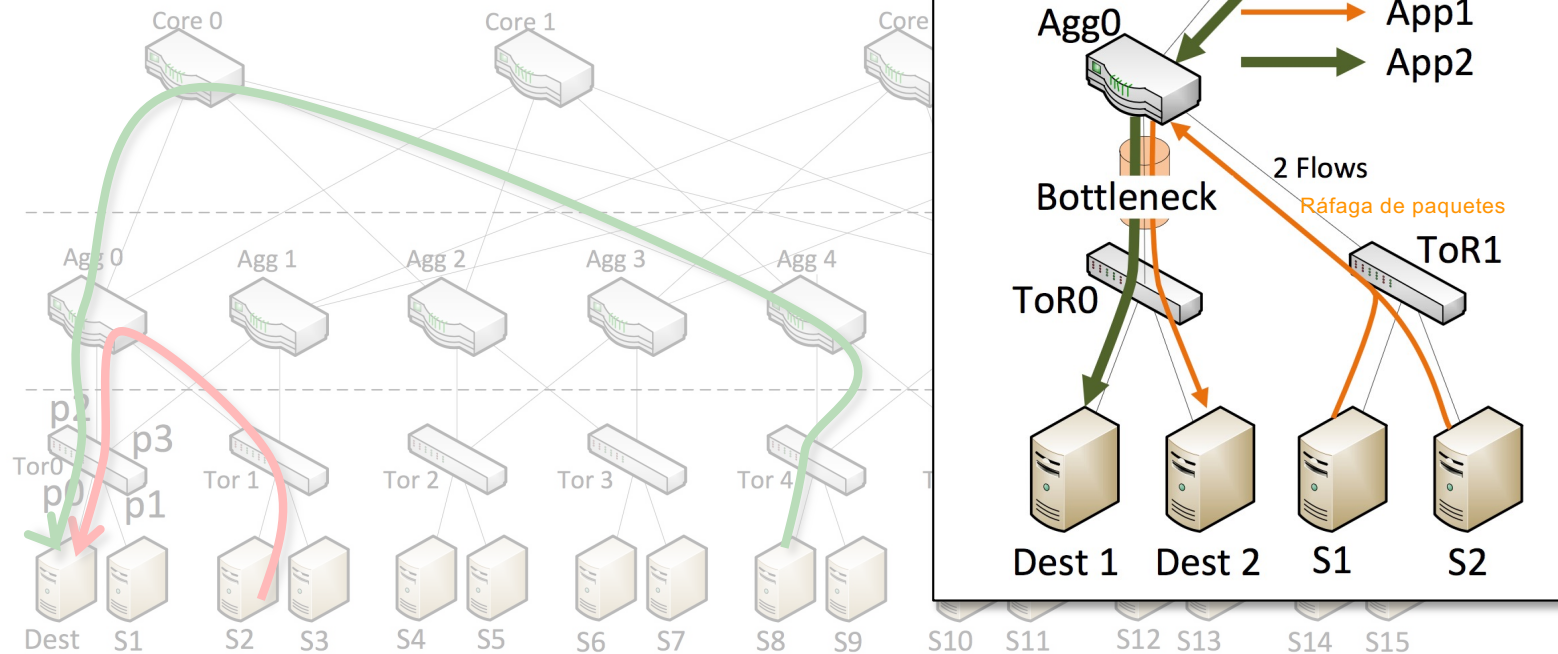 Core 0
Core 1
Core
Agg 0
Agg 1
Agg 2
Agg 3
Agg 4
p2
p3
Tor0
p0
p1
Tor 1
Tor 2
Tor 3
Tor 4
Dest
S1
S2
S3
S4
S5
S6
S7
S8
S9
S10
S11
S12
S13
S14
S15
Agg0
App1
App2
2 Flows
Ráfaga de paquetes
Bottleneck
ToR1
ToR0
Dest 1
Dest 2
S1
S2